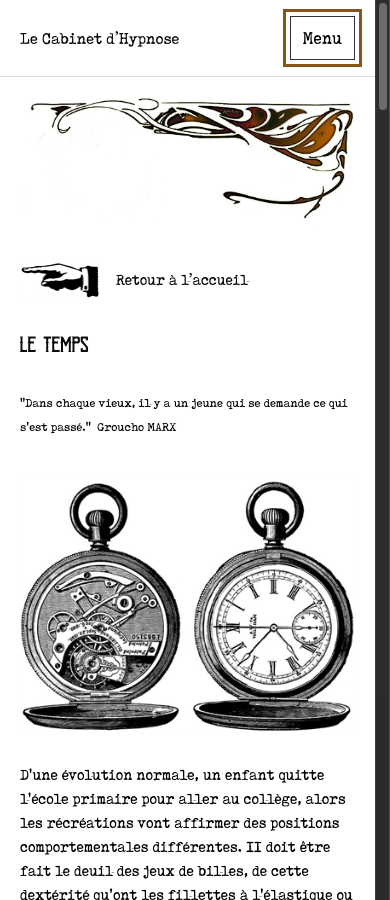 Le Cabinet d'Hypnose
Menu
Retour à l'accueil
LE TEMPS
"Dans chaque vieux, il y a un jeune qui se demande ce qui
s'est passé."  Groucho MARX
D'une évolution normale, un enfant quitte
l'école primaire pour aller au collège, alors
les récréations vont affirmer des positions
comportementales différentes. II doit être
fait le deuil des jeux de billes, de cette
dextérité qu'ont les fillettes à l'élastique ou